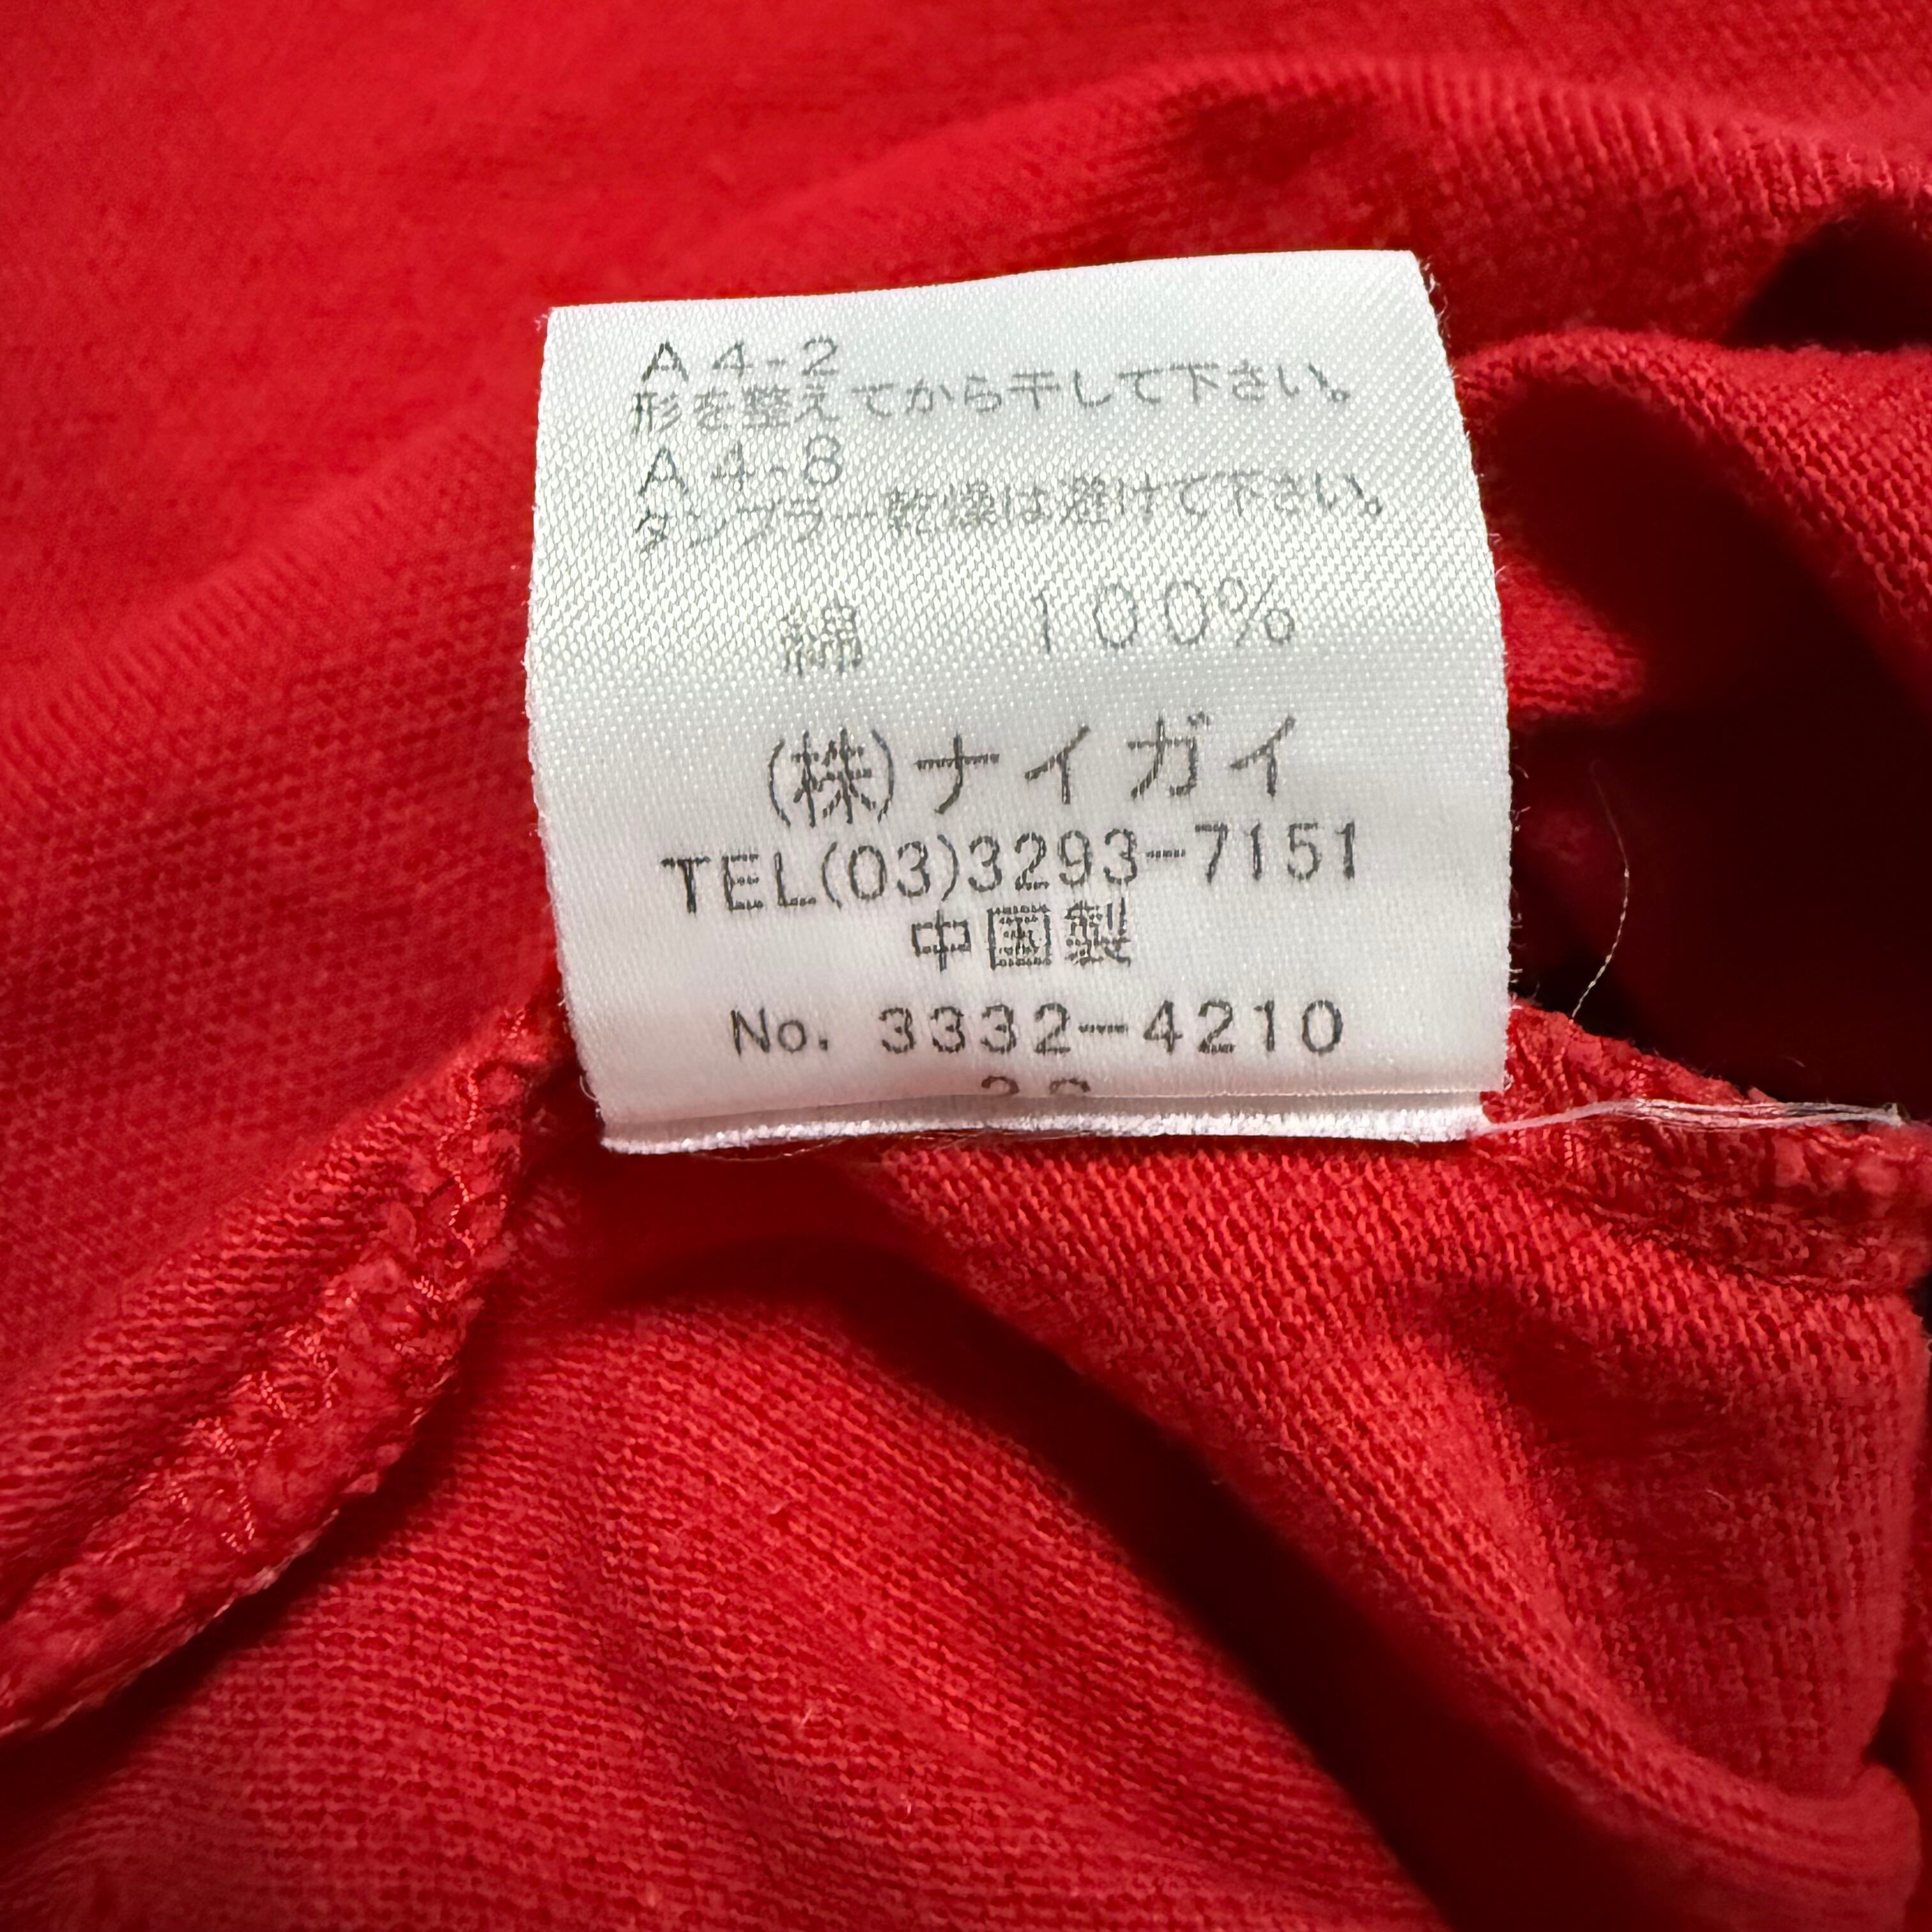 A4-2
形を整えてから干して下さい。
A4-8
タンブラー乾燥は避けて下さい。
綿 100%
(株)ナイガイ
TEL(03)3293-7151
中国製
No. 3332-4210